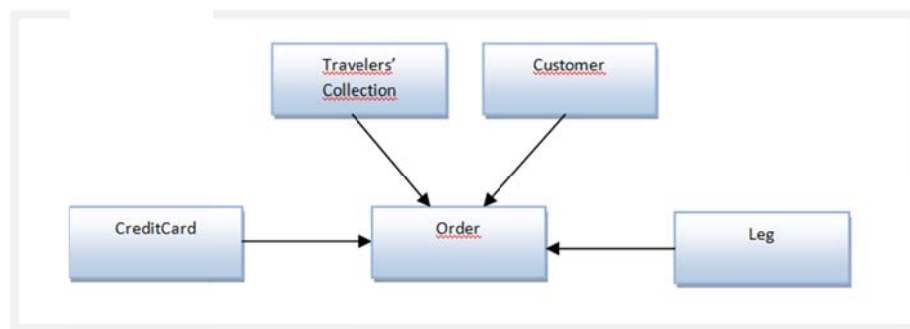 Travelers’
Collection
Customer
CreditCard
Order
Leg